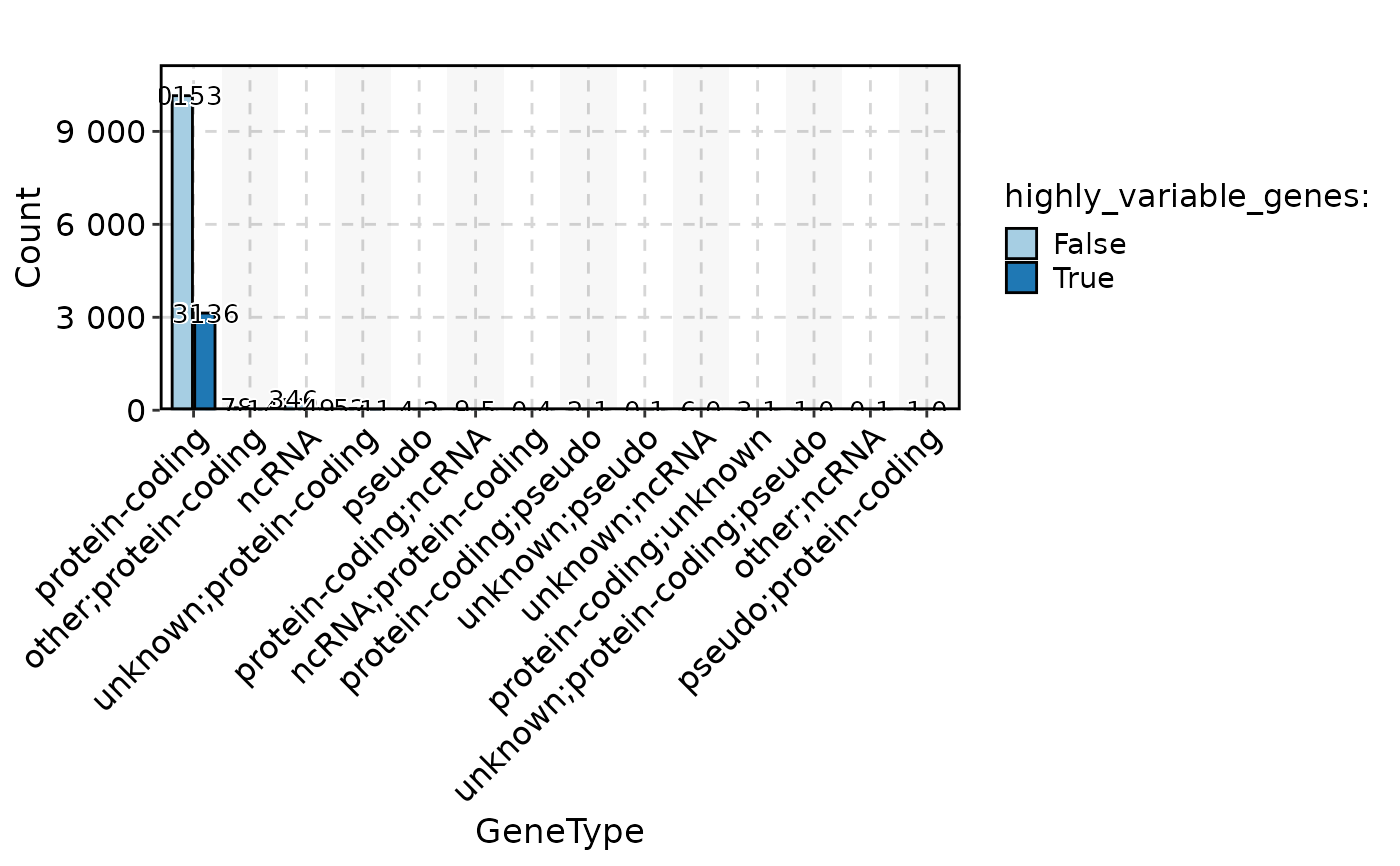 0153
9 000
6 000
3136
3 000
346
0
Count
highly_variable_genes:
False
True
protein-coding
other;protein-coding
ncRNA
unknown;protein-coding
pseudo
protein-coding;ncRNA
ncRNA;protein-coding
protein-coding;pseudo
unknown;pseudo
unknown;ncRNA
protein-coding;unknown
unknown;protein-coding;pseudo
other;ncRNA
pseudo;protein-coding
GeneType